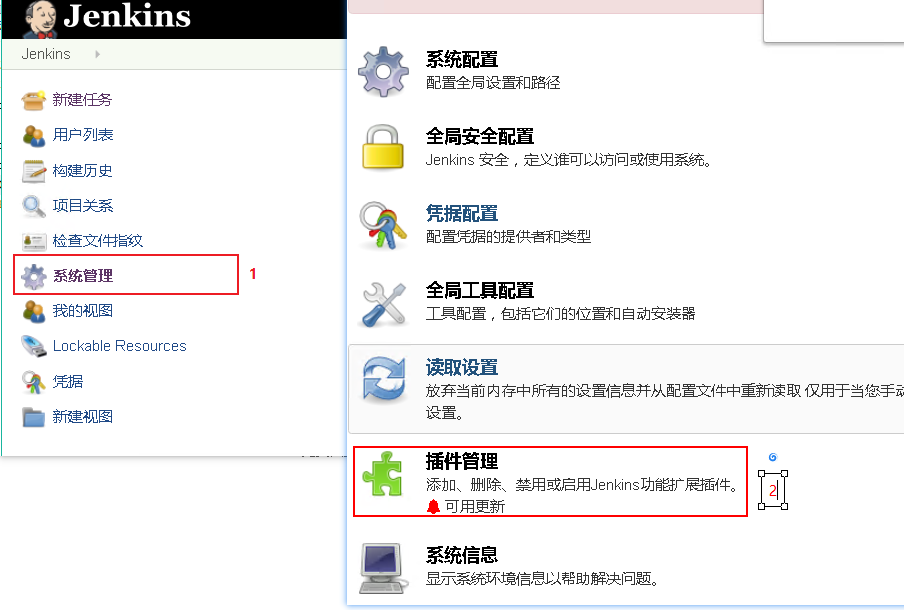 Jenkins
Jenkins
新建任务
用户列表
构建历史
项目关系
检查文件指纹
系统管理
1
我的视图
Lockable Resources
凭据
新建视图
系统配置
配置全局设置和路径
全局安全配置
Jenkins 安全，定义谁可以访问或使用系统。
凭据配置
配置凭据的提供者和类型
全局工具配置
工具配置，包括它们的位置和自动安装器
读取设置
放弃当前内存中所有的设置信息并从配置文件中重新读取 仅用于当您手动
设置。
插件管理
添加、删除、禁用或启用Jenkins功能扩展插件。
可用更新
2
系统信息
显示系统环境信息以帮助解决问题。